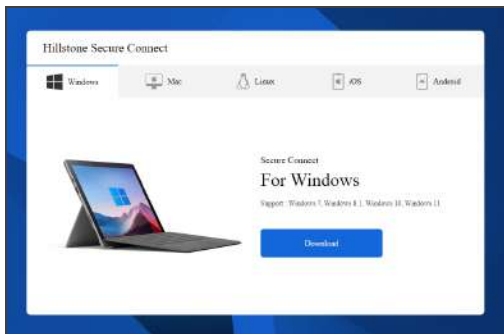 Hillstone Secure Connect
Windows Mac Linux iOS Android
Secure Connect
For Windows
Support : Windows 7, Windows 8.1, Windows 10, Windows 11
Download